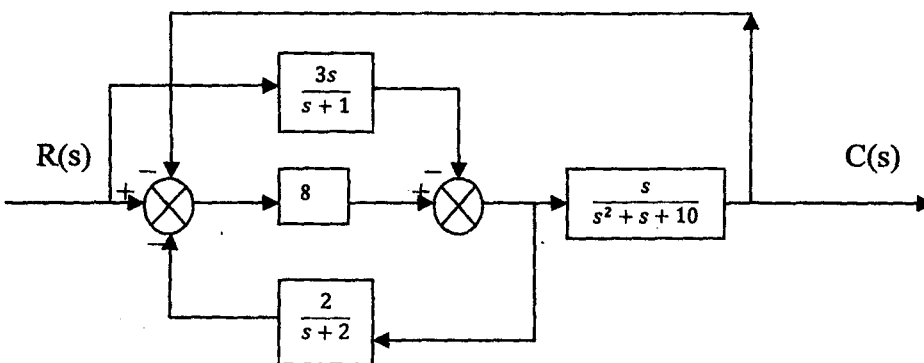 3s
s + 1
R(s)
C(s)
−
+
−
8
+
−
s
s² + s + 10
2
s + 2